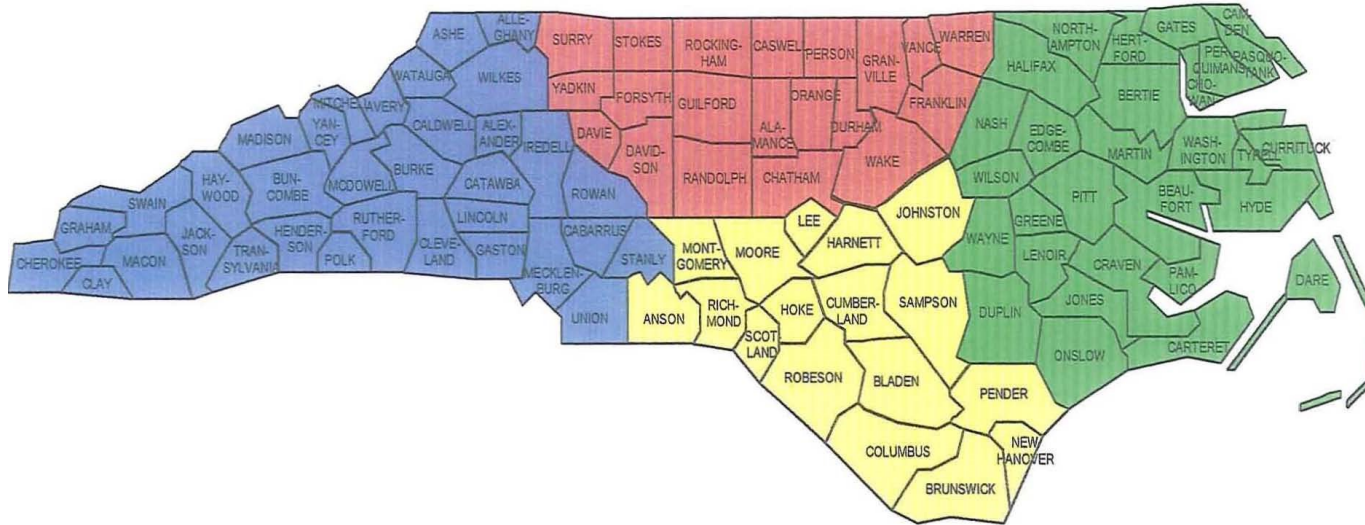 ASHE
ALLE-
GHANY
SURRY
STOKES
ROCKING-
HAM
CASWEL
PERSON
GRAN-
VILLE
VANCE
WARREN
NORTH-
AMPTON
HERT-
FORD
GATES
CAM-
DEN
PASQUO-
TANK
PER
QUIMANS
CHO-
WAN
WATAUGA
WILKES
YADKIN
FORSYTH
GUILFORD
ALA-
MANCE
ORANGE
DURHAM
FRANKLIN
HALIFAX
BERTIE
MITCHEL
AVERY
YAN-
CEY
MADISON
CALDWELL
ALEX-
ANDER
IREDELL
DAVIE
DAVID-
SON
RANDOLPH
CHATHAM
WAKE
NASH
EDGE-
COMBE
MARTIN
WASH-
INGTON
TYRELL
CURRITUCK
SWAIN
HAY-
WOOD
BUN-
COMBE
MCDOWELL
BURKE
CATAWBA
ROWAN
WILSON
PITT
BEAU-
FORT
HYDE
GRAHAM
CHEROKEE
CLAY
MACON
JACK-
SON
TRAN-
SYLVANIA
HENDER-
SON
POLK
RUTHER-
FORD
CLEVE-
LAND
LINCOLN
GASTON
MECKLEN-
BURG
CABARRUS
STANLY
UNION
MONT-
GOMERY
MOORE
LEE
HARNETT
JOHNSTON
WAYNE
GREENE
LENOIR
CRAVEN
PAM-
LICO
DARE
ANSON
RICH-
MOND
SCOT
LAND
HOKE
CUMBER-
LAND
SAMPSON
DUPLIN
JONES
ONSLOW
CARTERET
ROBESON
BLADEN
PENDER
COLUMBUS
NEW
HANOVER
BRUNSWICK